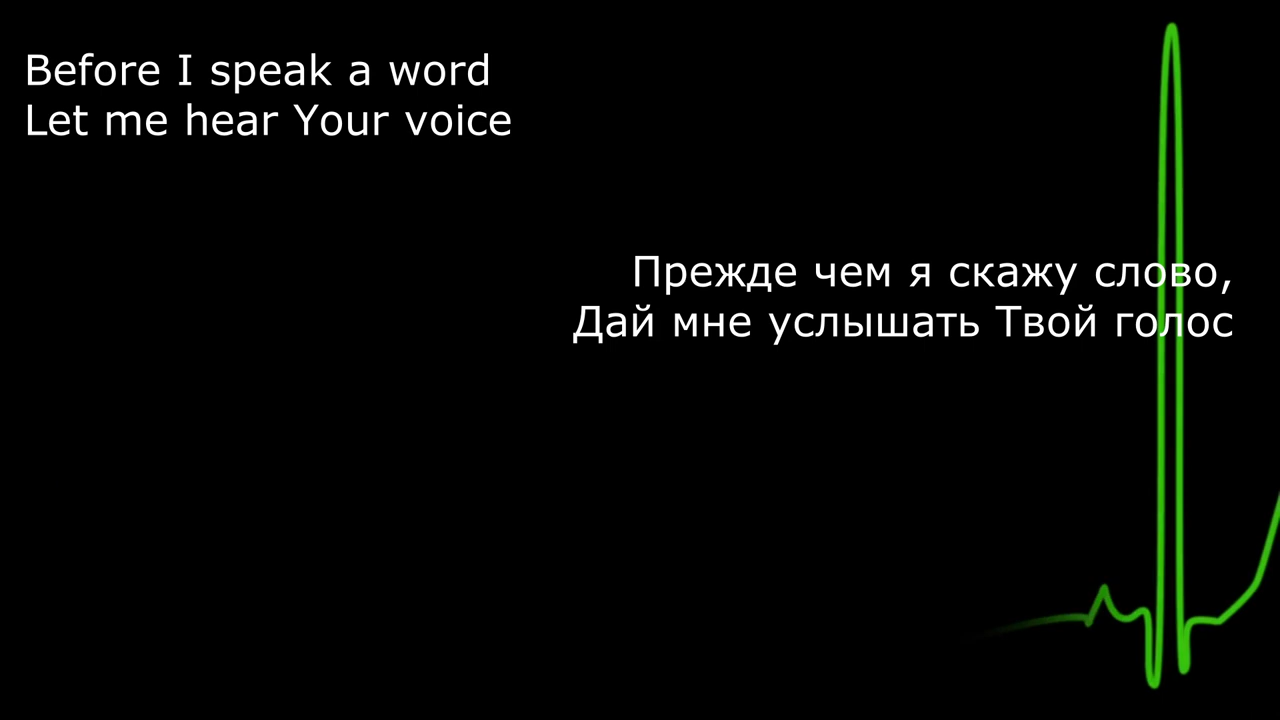 Before I speak a word
Let me hear Your voice
Прежде чем я скажу слово,
Дай мне услышать Твой голос